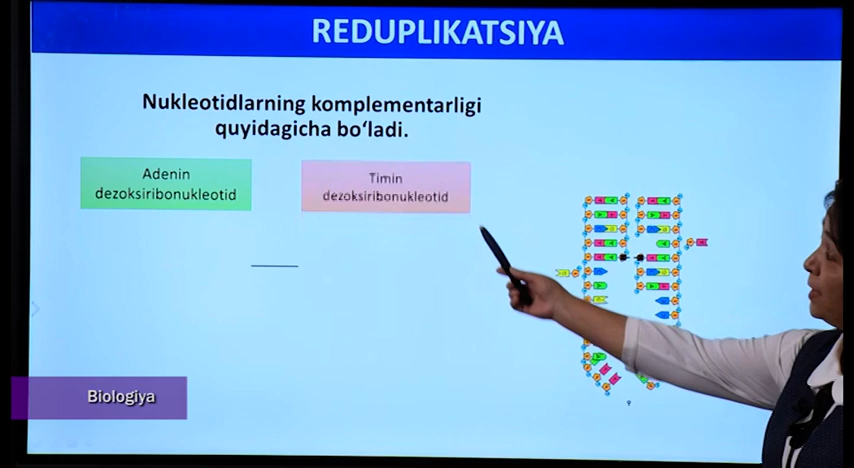 REDUPLIKATSIYA
Nukleotidlarning komplementarligi
quyidagicha bo‘ladi.
Adenin
dezoksiribonukleotid
Timin
dezoksiribonukleotid
Biologiya